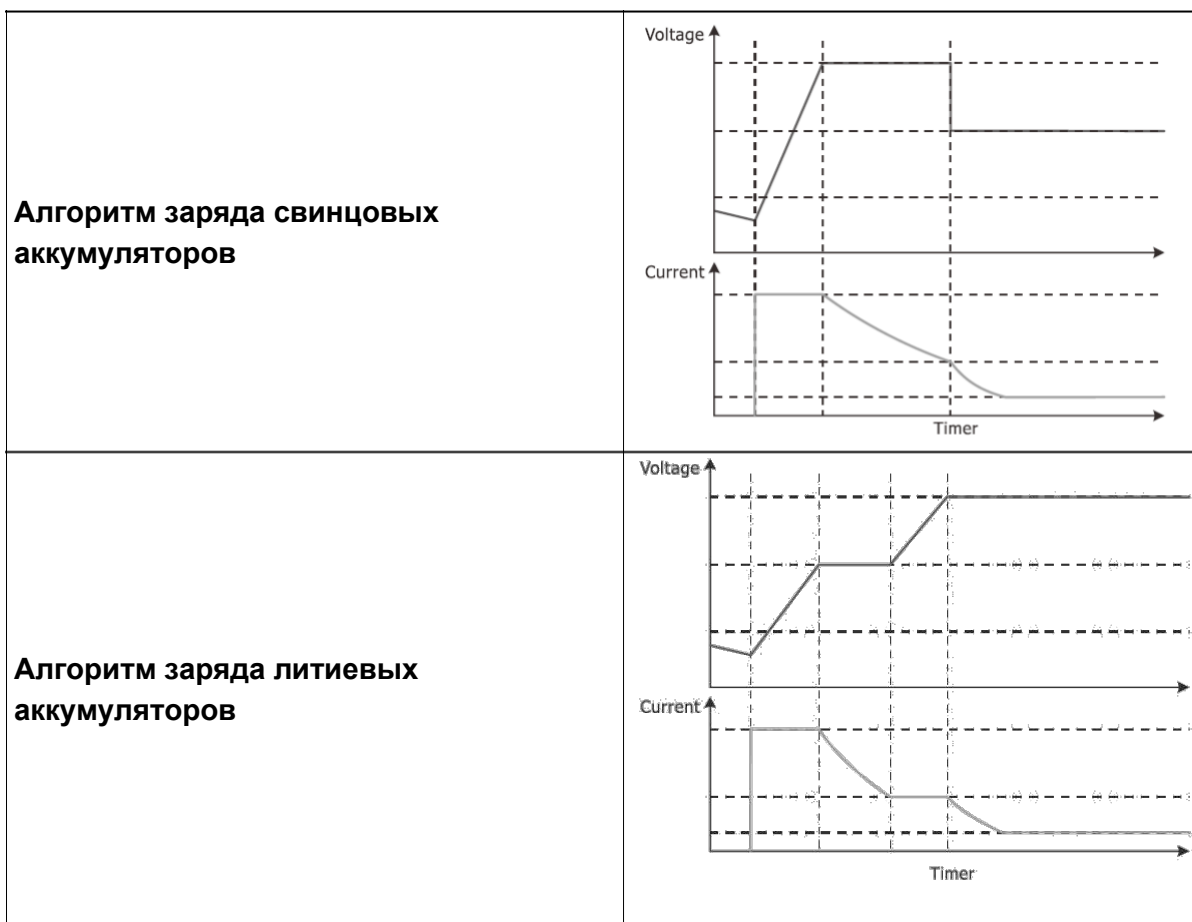 Voltage
Алгоритм заряда свинцовых
аккумуляторов
Current
Timer
Voltage
Алгоритм заряда литиевых
аккумуляторов
Current
Timer